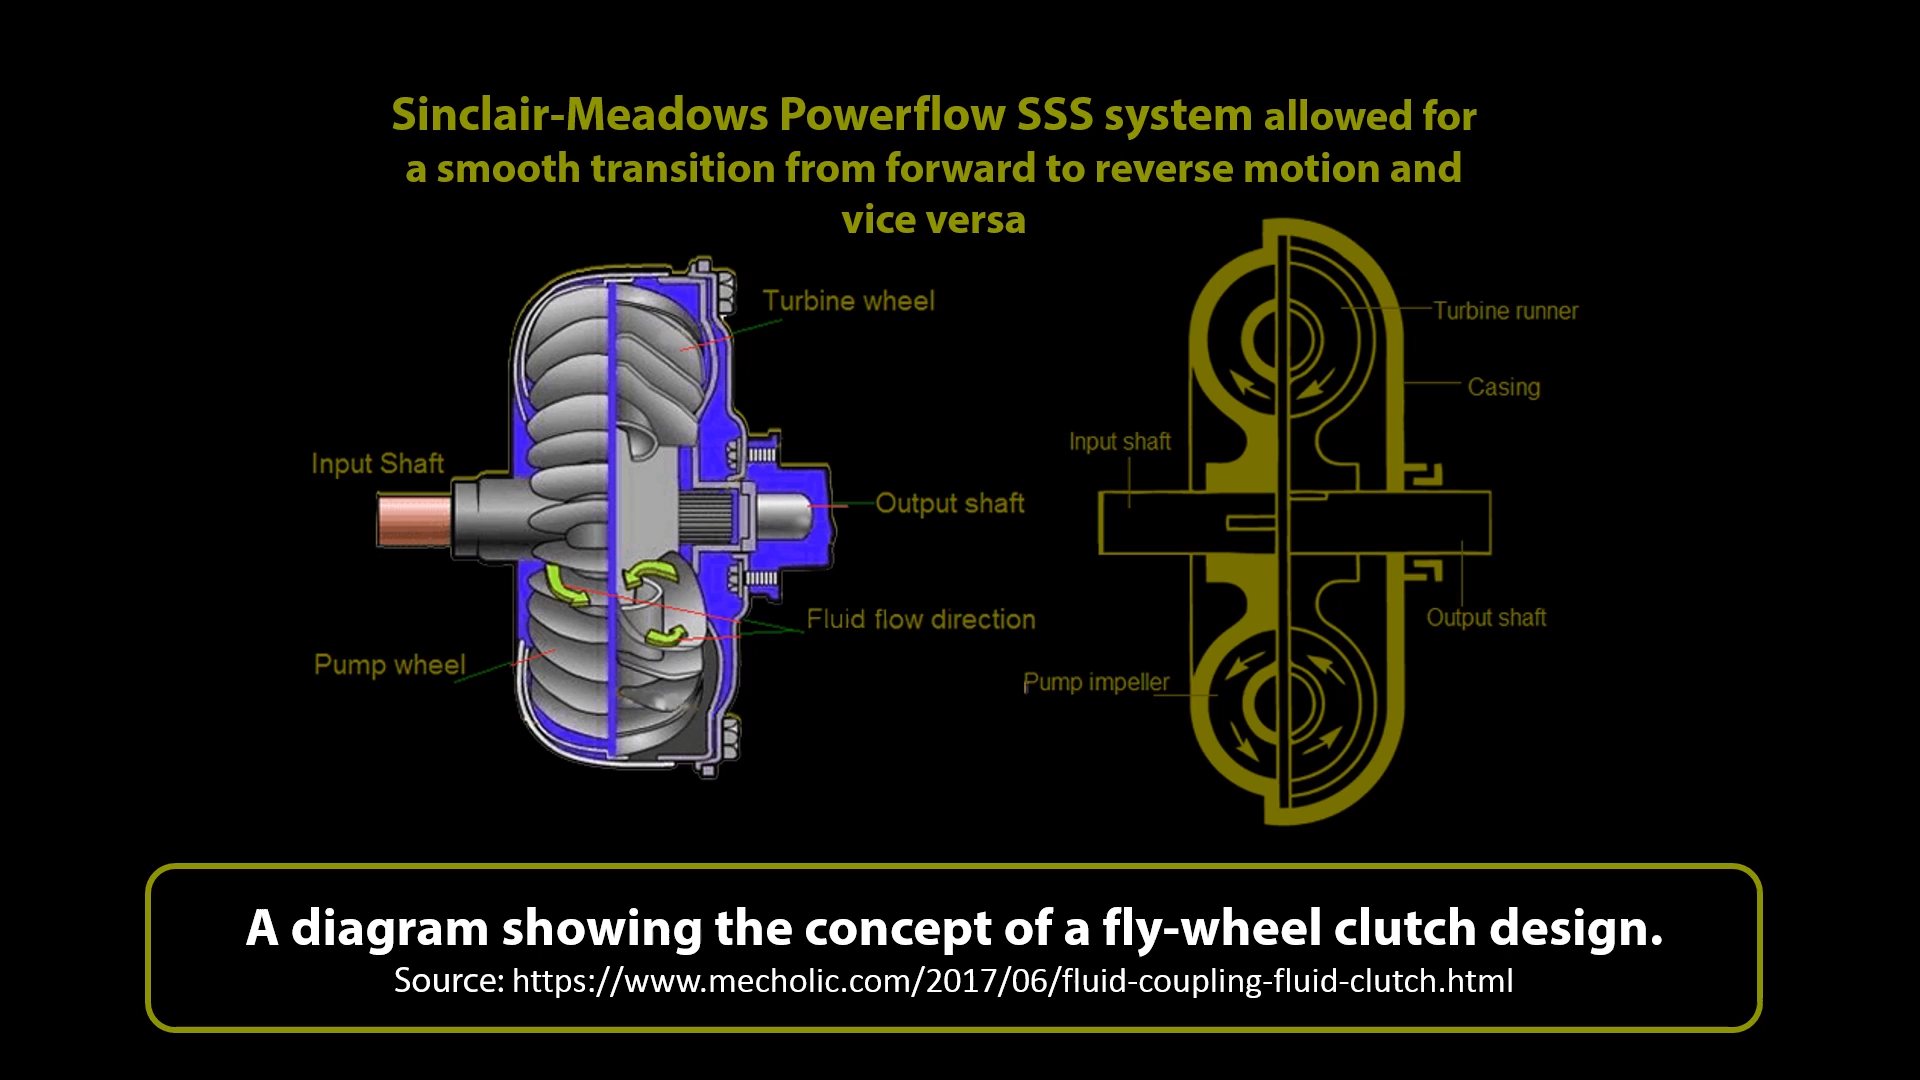 Sinclair-Meadows Powerflow SSS system allowed for
a smooth transition from forward to reverse motion and
vice versa
Turbine wheel
Input Shaft
Output shaft
Fluid flow direction
Pump wheel
Turbine runner
Casing
Input shaft
Output shaft
Pump impeller
A diagram showing the concept of a fly-wheel clutch design.
Source: https://www.mecholic.com/2017/06/fluid-coupling-fluid-clutch.html